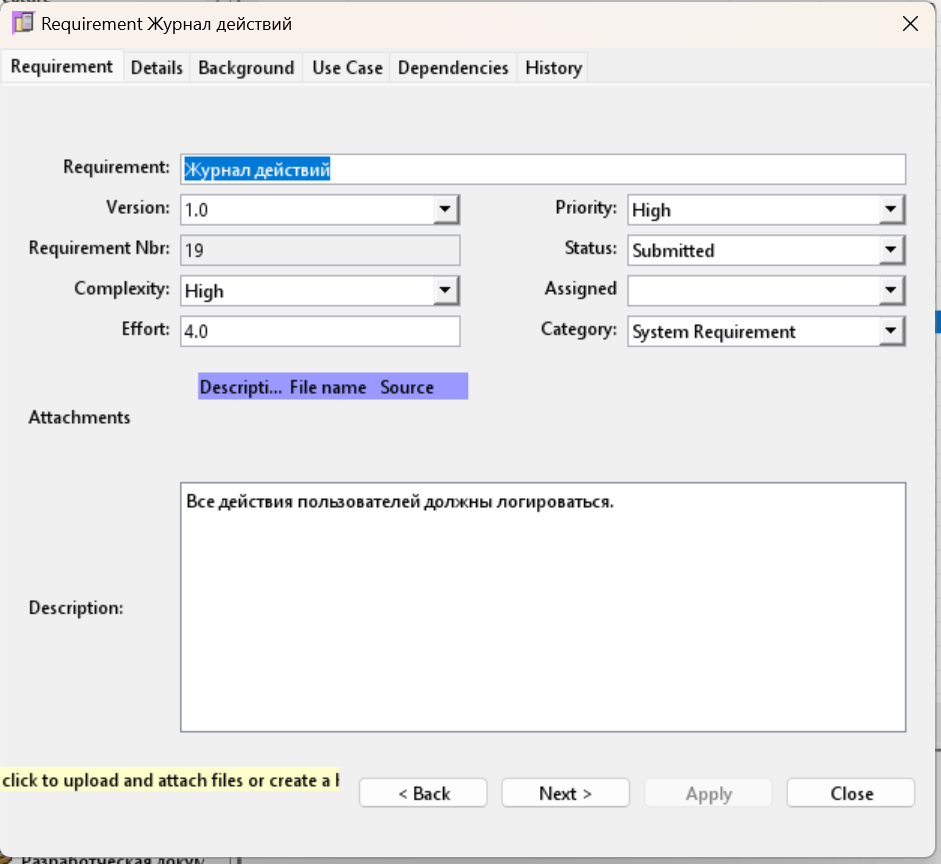 Requirement Журнал действий
Requirement Details Background Use Case Dependencies History
Requirement: Журнал действий
Version: 1.0 Priority: High
Requirement Nbr: 19 Status: Submitted
Complexity: High Assigned
Effort: 4.0 Category: System Requirement
Descripti... File name Source
Attachments
Все действия пользователей должны логироваться.
Description:
click to upload and attach files or create a
< Back Next > Apply Close
Разработческая докум